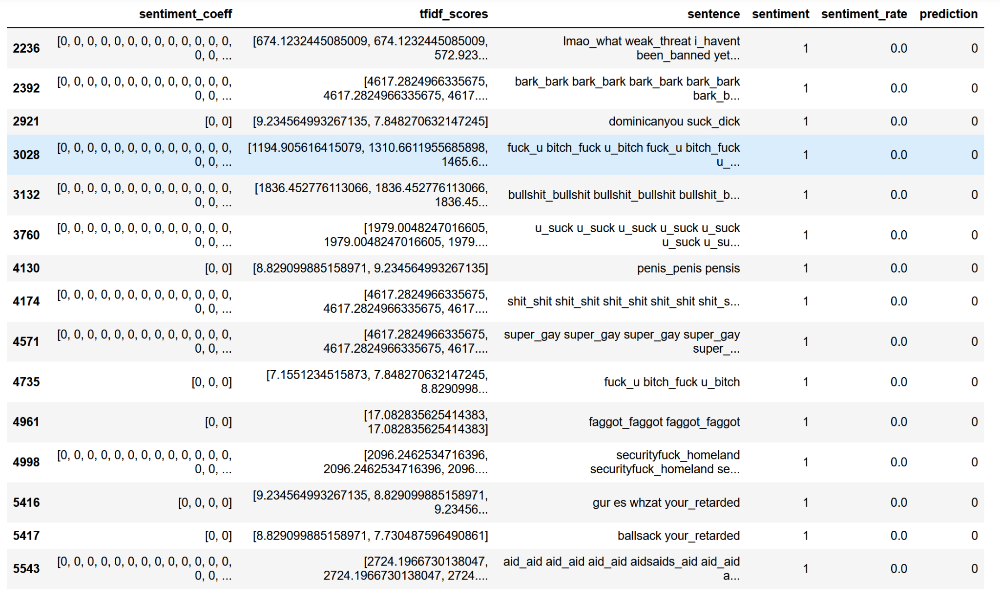 sentiment_coeff tfidf_scores sentence sentiment sentiment_rate prediction
2236 [0, 0, 0, 0, 0, 0, 0, 0, 0, 0, 0, 0, 0, [674.1232445085009, 674.1232445085009, lmao_what weak_threat i_havent 1 0.0 0
0, 0, ... 572.923... been_banned yet...
2392 [0, 0, 0, 0, 0, 0, 0, 0, 0, 0, 0, 0, 0, [4617.2824966335675, bark_bark bark_bark bark_bark bark_bark 1 0.0 0
0, 0, ... 4617.2824966335675, 4617.... bark_b...
2921 [0, 0] [9.234564993267135, 7.848270632147245] dominicanyou suck_dick 1 0.0 0
3028 [0, 0, 0, 0, 0, 0, 0, 0, 0, 0, 0, 0, 0, [1194.905616415079, 1310.6611955685898, fuck_u bitch_fuck u_bitch fuck_u bitch_fuck 1 0.0 0
0, 0, ... 1465.6... u_...
3132 [0, 0, 0, 0, 0, 0, 0, 0, 0, 0, 0, 0, 0, [1836.452776113066, 1836.452776113066, bullshit_bullshit bullshit_bullshit bullshit_b... 1 0.0 0
0, 0, ... 1836.45...
3760 [0, 0, 0, 0, 0, 0, 0, 0, 0, 0, 0, 0, 0, [1979.0048247016605, u_suck u_suck u_suck u_suck u_suck 1 0.0 0
0, 0, ... 1979.0048247016605, 1979.... u_suck u_su...
4130 [0, 0] [8.829099885158971, 9.234564993267135] penis_penis pensis 1 0.0 0
4174 [0, 0, 0, 0, 0, 0, 0, 0, 0, 0, 0, 0, 0, [4617.2824966335675, shit_shit shit_shit shit_shit shit_shit shit_s... 1 0.0 0
0, 0, ... 4617.2824966335675, 4617....
4571 [0, 0, 0, 0, 0, 0, 0, 0, 0, 0, 0, 0, 0, [4617.2824966335675, super_gay super_gay super_gay super_gay 1 0.0 0
0, 0, ... 4617.2824966335675, 4617.... super_...
4735 [0, 0, 0] [7.1551234515873, 7.848270632147245, fuck_u bitch_fuck u_bitch 1 0.0 0
8.8290998...
4961 [0, 0] [17.082835625414383, faggot_faggot faggot_faggot 1 0.0 0
17.082835625414383]
4998 [0, 0, 0, 0, 0, 0, 0, 0, 0, 0, 0, 0, 0, [2096.2462534716396, securityfuck_homeland 1 0.0 0
0, 0, ... 2096.2462534716396, 2096.... securityfuck_homeland se...
5416 [0, 0, 0, 0] [9.234564993267135, 8.829099885158971, gur es whzat your_retarded 1 0.0 0
9.23456...
5417 [0, 0] [8.829099885158971, 7.730487596490861] ballsack your_retarded 1 0.0 0
5543 [0, 0, 0, 0, 0, 0, 0, 0, 0, 0, 0, 0, 0, [2724.1966730138047, aid_aid aid_aid aid_aid aidsaids_aid aid_aid 1 0.0 0
0, 0, ... 2724.1966730138047, 2724.... a...